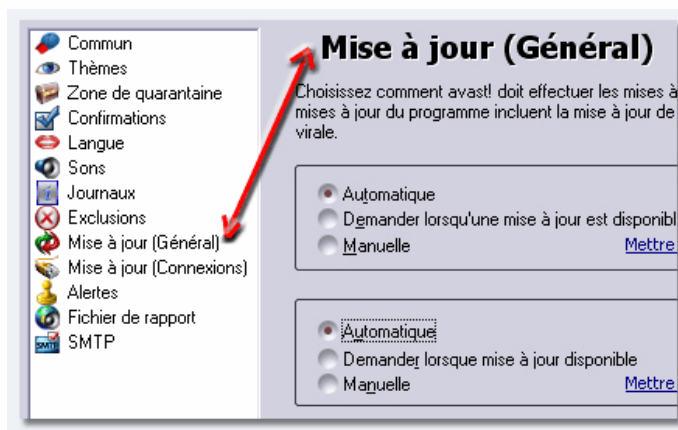 Commun
Thèmes
Zone de quarantaine
Confirmations
Langue
Sons
Journaux
Exclusions
Mise à jour (Général)
Mise à jour (Connexions)
Alertes
Fichier de rapport
SMTP
Mise à jour (Général)
Choisissez comment avast! doit effectuer les mises à
mises à jour du programme incluent la mise à jour de
virale.
Automatique
Demander lorsqu'une mise à jour est disponibl
Manuelle
Mettre
Automatique
Demander lorsque mise à jour disponible
Manuelle
Mettre